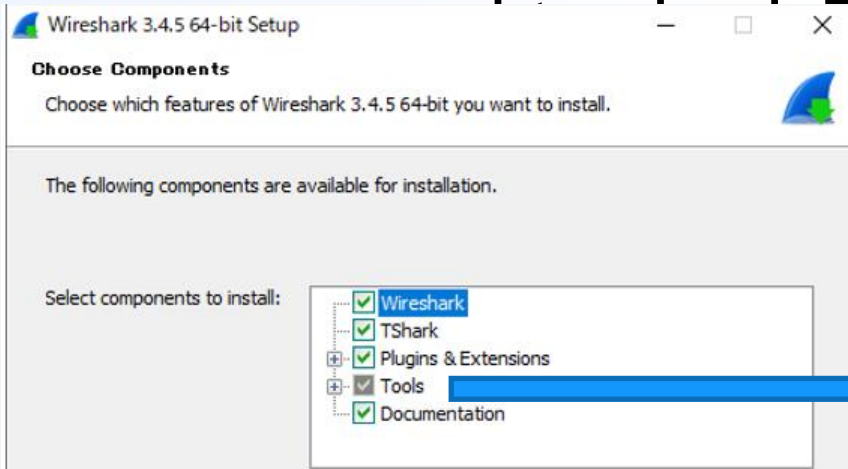 Wireshark 3.4.5 64-bit Setup
Choose Components
Choose which features of Wireshark 3.4.5 64-bit you want to install.
The following components are available for installation.
Select components to install:
Wireshark
TShark
Plugins & Extensions
Tools
Documentation